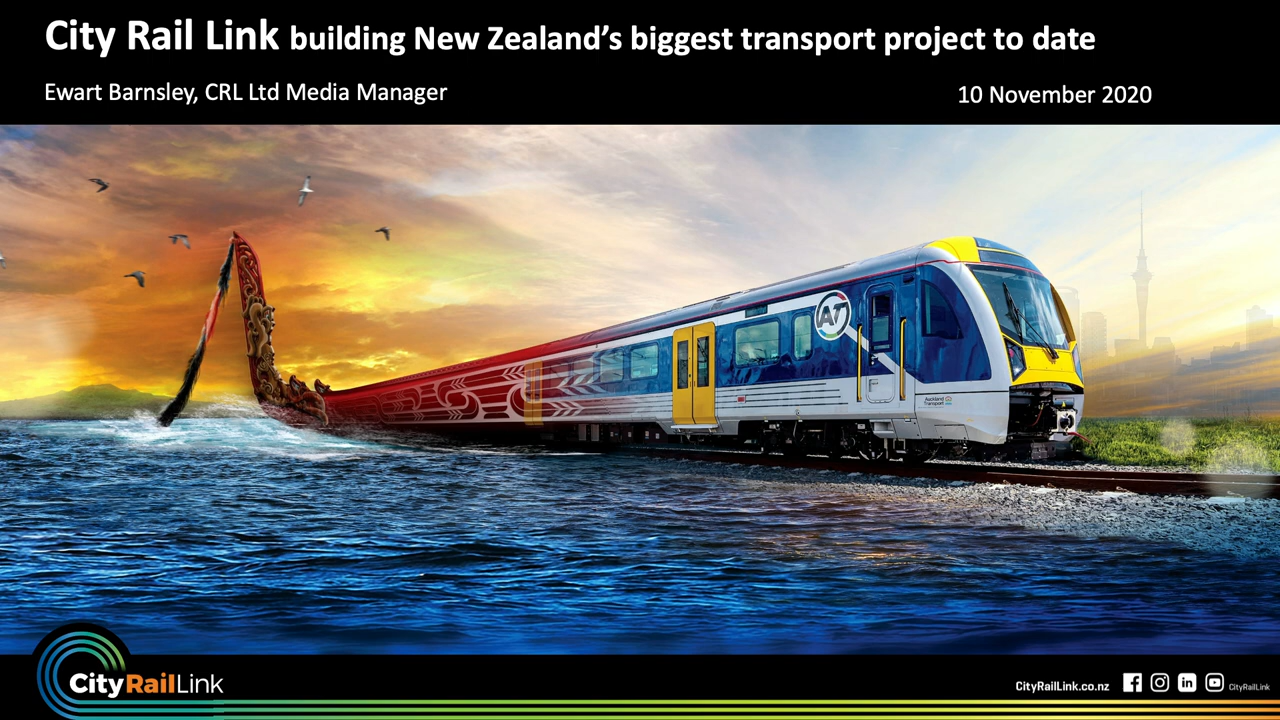 City Rail Link building New Zealand’s biggest transport project to date
Ewart Barnsley, CRL Ltd Media Manager
10 November 2020
AT
Auckland
Transport
CityRailLink
CityRailLink.co.nz
CityRailLink